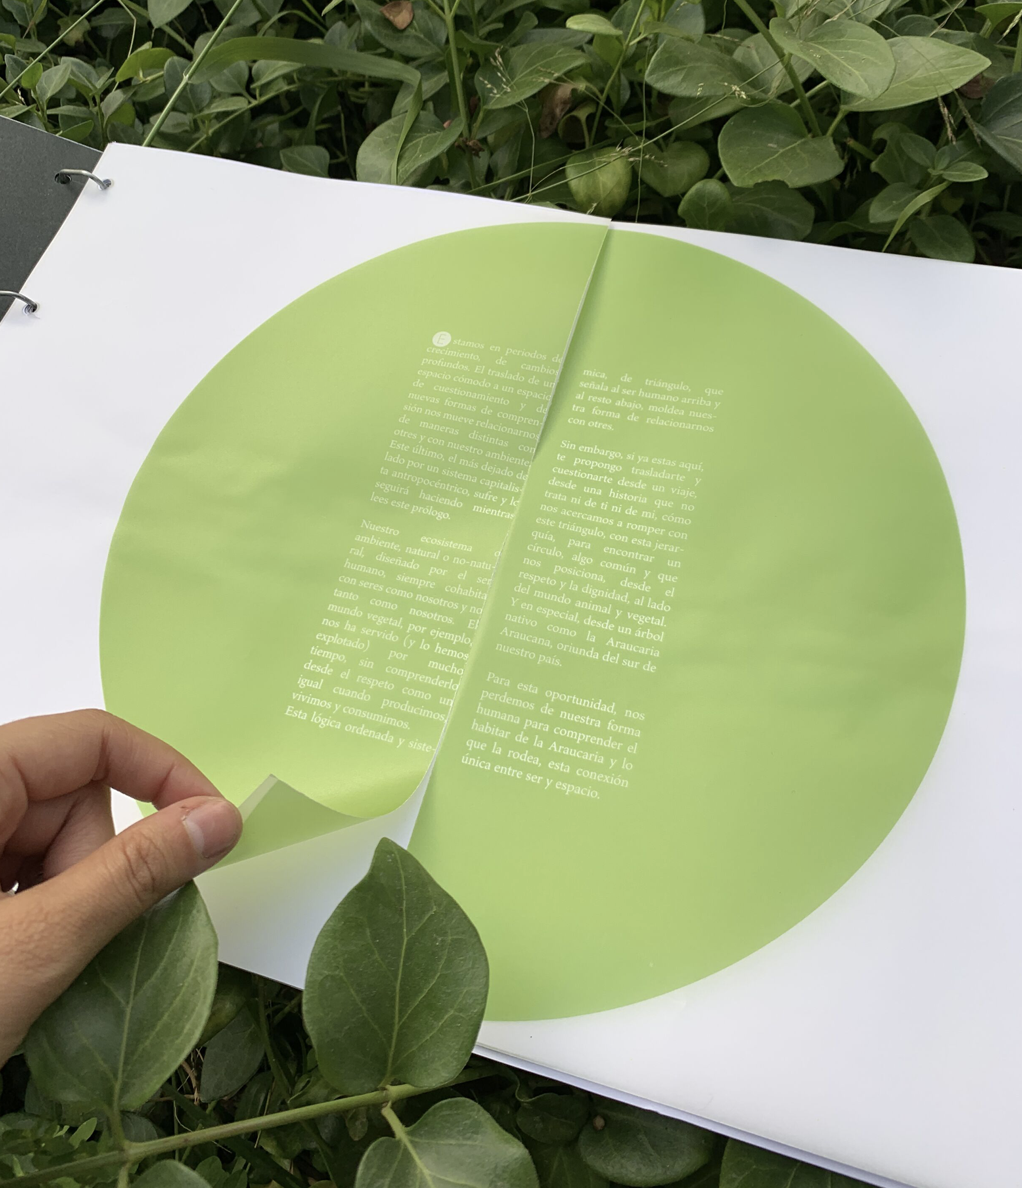 Estamos en periodos de
crecimiento, de cambios
profundos. El traslado de un
espacio cómodo a un espacio
de cuestionamiento y de
nuevas formas de compren-
sión nos mueve relacionarnos
de maneras distintas con
otres y con nuestro ambiente.
Este último, el más dejado de
lado por un sistema capitalis-
ta antropocéntrico, sufre y lo
seguirá haciendo mientras
lees este prólogo.
Nuestro ecosistema o
ambiente, natural o no-natu-
ral, diseñado por el ser
humano, siempre cohabita
con seres como nosotros y no
tanto como nosotros. El
mundo vegetal, por ejemplo,
nos ha servido (y lo hemos
explotado) por mucho
tiempo, sin comprenderlo
desde el respeto como un
igual cuando producimos,
vivimos y consumimos.
Esta lógica ordenada y siste-
mica, de triángulo, que
señala al ser humano arriba y
al resto abajo, moldea nues-
tra forma de relacionarnos
con otres.
Sin embargo, si ya estas aquí,
te propongo trasladarte y
cuestionarte desde un viaje,
desde una historia que no
trata ni de ti ni de mi, cómo
nos acercamos a romper con
este triángulo, con esta jerar-
quía, para encontrar un
círculo, algo común y que
nos posiciona, desde el
respeto y la dignidad, al lado
del mundo animal y vegetal.
Y en especial, desde un árbol
nativo como la Araucaria
Araucana, oriunda del sur de
nuestro país.
Para esta oportunidad, nos
perdemos de nuestra forma
humana para comprender el
habitar de la Araucaria y lo
que la rodea, esta conexión
única entre ser y espacio.